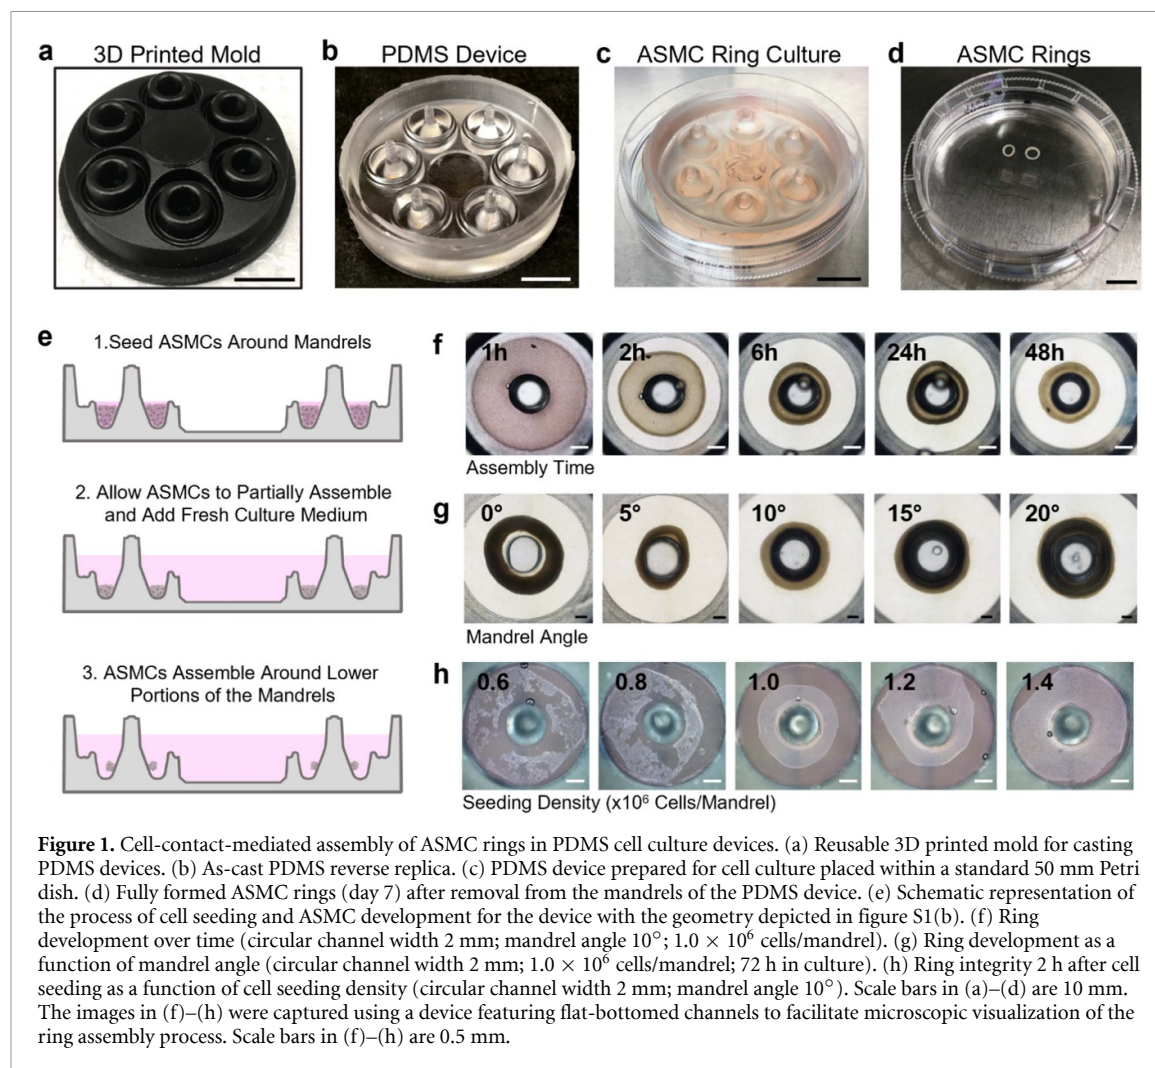 a 3D Printed Mold
b PDMS Device
c ASMC Ring Culture
d ASMC Rings
e
1.Seed ASMCs Around Mandrels
2. Allow ASMCs to Partially Assemble
and Add Fresh Culture Medium
3. ASMCs Assemble Around Lower
Portions of the Mandrels
f
1h 2h 6h 24h 48h
Assembly Time
g
0° 5° 10° 15° 20°
Mandrel Angle
h
0.6 0.8 1.0 1.2 1.4
Seeding Density (x10⁶ Cells/Mandrel)
Figure 1. Cell-contact-mediated assembly of ASMC rings in PDMS cell culture devices. (a) Reusable 3D printed mold for casting
PDMS devices. (b) As-cast PDMS reverse replica. (c) PDMS device prepared for cell culture placed within a standard 50 mm Petri
dish. (d) Fully formed ASMC rings (day 7) after removal from the mandrels of the PDMS device. (e) Schematic representation of
the process of cell seeding and ASMC development for the device with the geometry depicted in figure S1(b). (f) Ring
development over time (circular channel width 2 mm; mandrel angle 10°; 1.0 × 10⁶ cells/mandrel). (g) Ring development as a
function of mandrel angle (circular channel width 2 mm; 1.0 × 10⁶ cells/mandrel; 72 h in culture). (h) Ring integrity 2 h after cell
seeding as a function of cell seeding density (circular channel width 2 mm; mandrel angle 10°). Scale bars in (a)–(d) are 10 mm.
The images in (f)–(h) were captured using a device featuring flat-bottomed channels to facilitate microscopic visualization of the
ring assembly process. Scale bars in (f)–(h) are 0.5 mm.